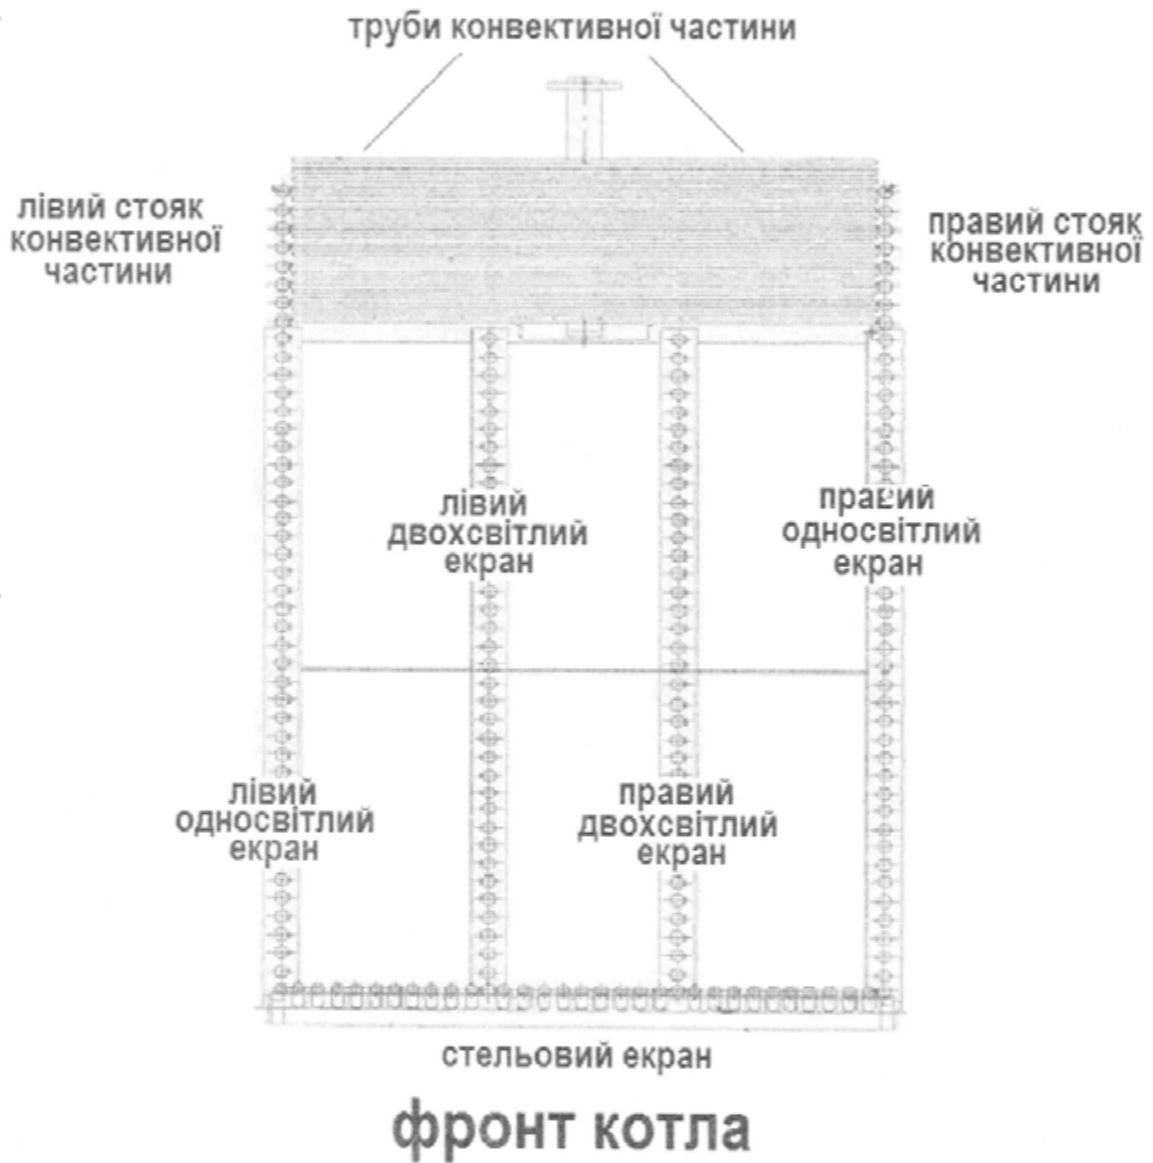 труби конвективної частини
лівий стояк
конвективної
частини
правий стояк
конвективної
частини
лівий
двохсвітлий
екран
правий
односвітлий
екран
лівий
односвітлий
екран
правий
двохсвітлий
екран
стельовий екран
фронт котла